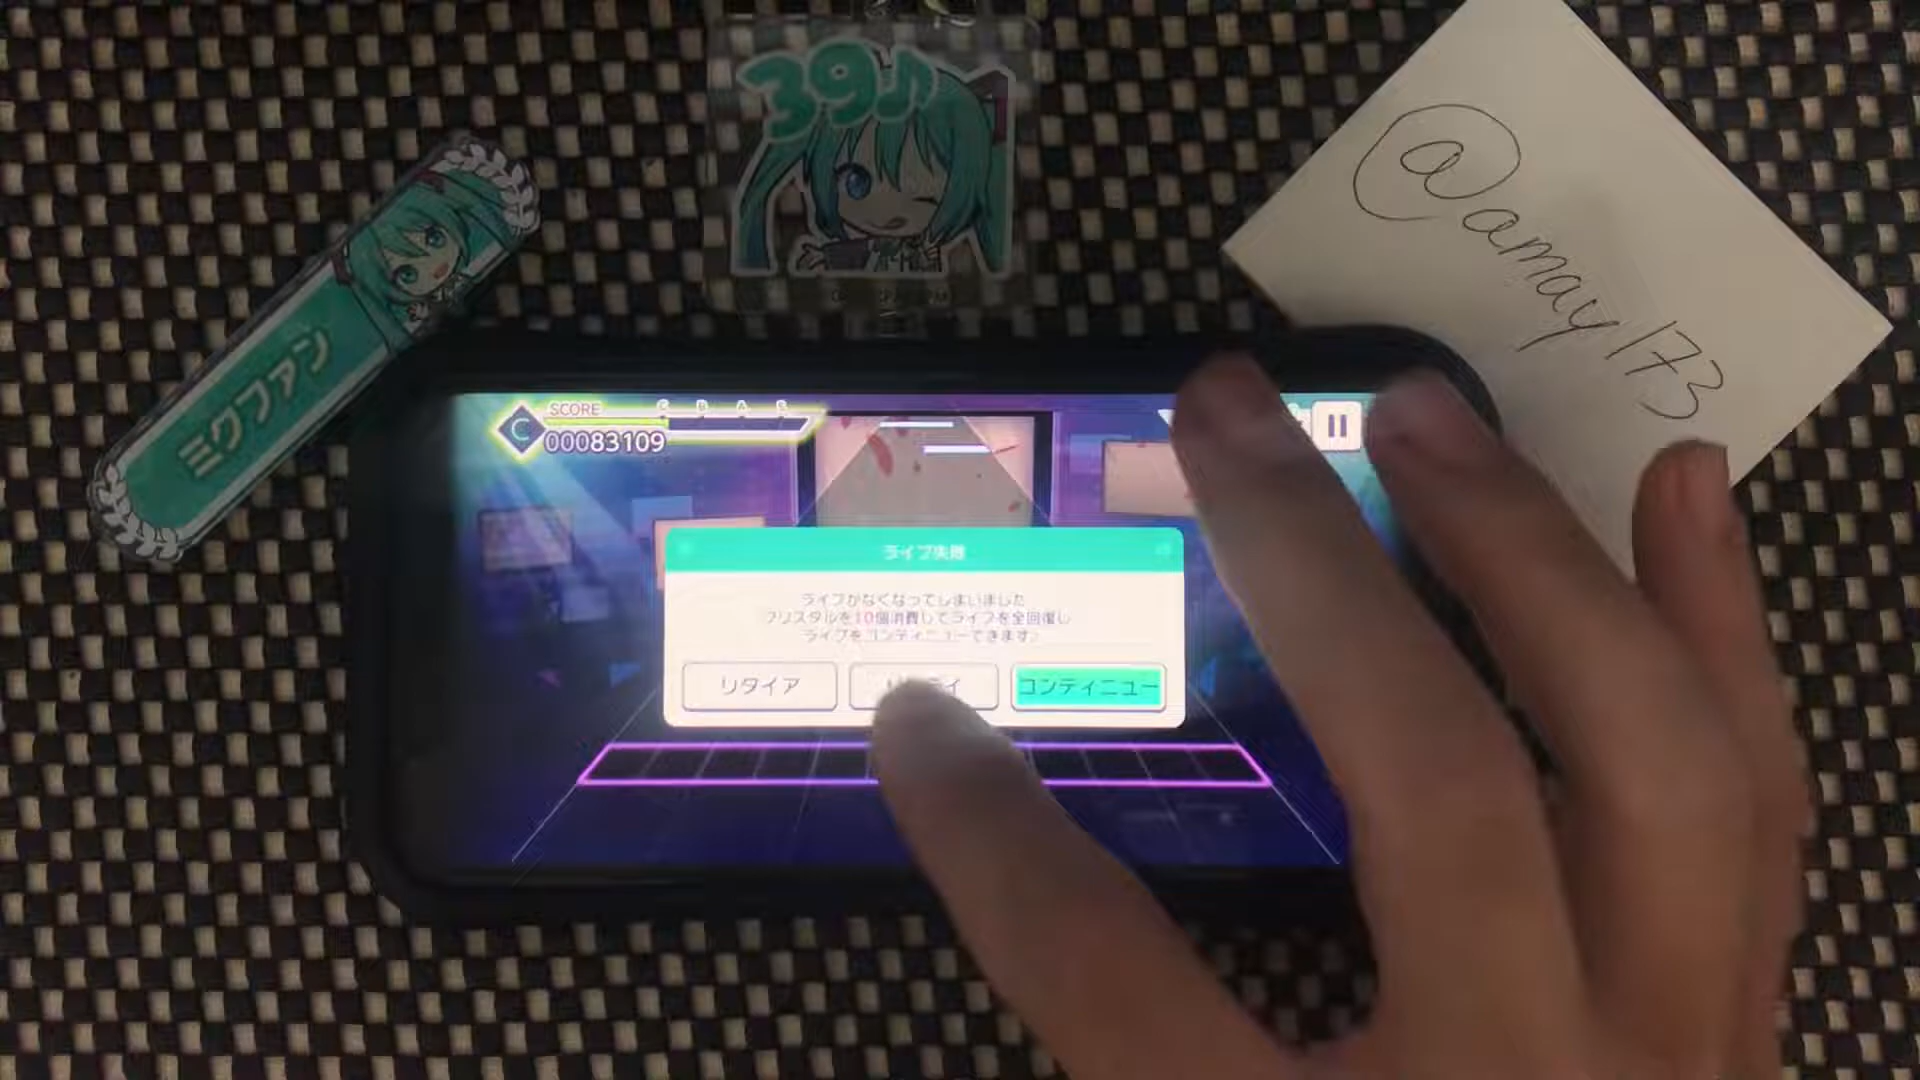 39♪
@amay173
ミクファン
SCORE
C B A S
C
00083109
ライブ失敗
ライフがなくなってしまいました
クリスタルを10個消費してライフを全回復し
ライブをコンティニューできます♪
リタイア
コンティニュー